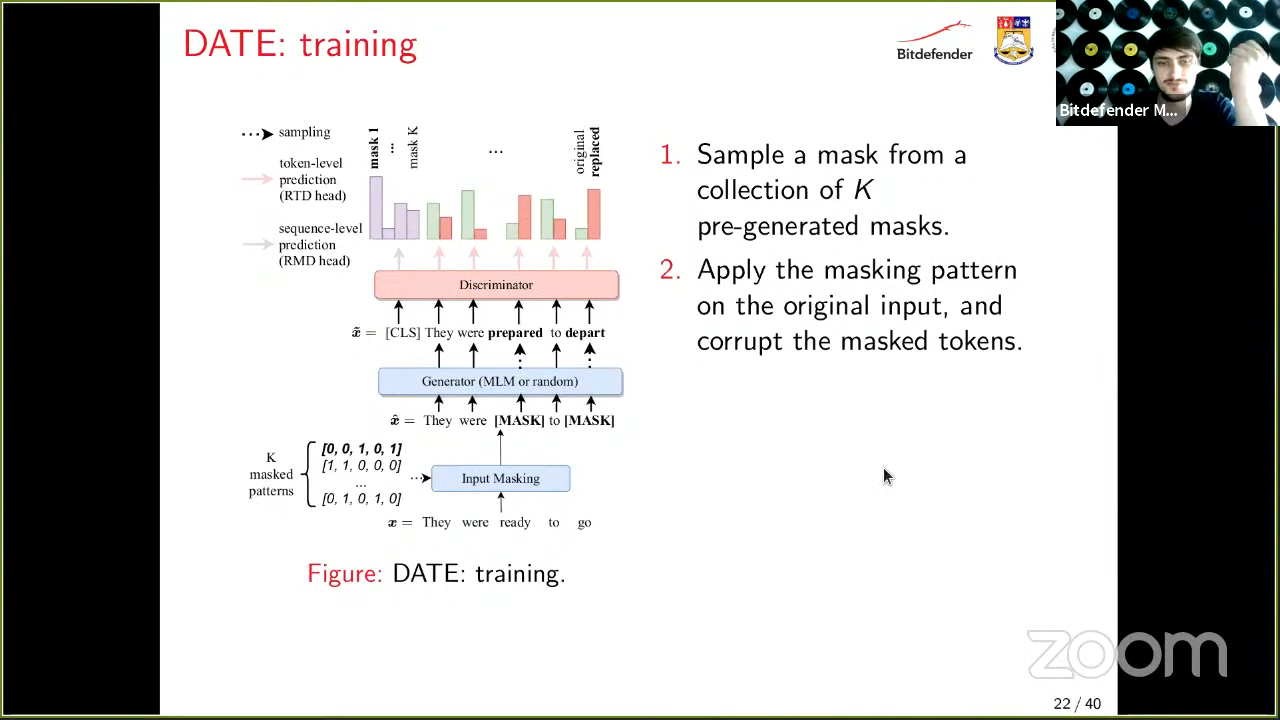 DATE: training
Bitdefender
Bitdefender M...
sampling
token-level
prediction
(RTD head)
sequence-level
prediction
(RMD head)
mask 1
...
mask K
...
original
replaced
Discriminator
x̃ = [CLS] They were prepared to depart
Generator (MLM or random)
x̂ = They were [MASK] to [MASK]
K
masked
patterns
[0, 0, 1, 0, 1]
[1, 1, 0, 0, 0]
...
[0, 1, 0, 1, 0]
Input Masking
x = They were ready to go
Figure: DATE: training.
1. Sample a mask from a
collection of K
pre-generated masks.
2. Apply the masking pattern
on the original input, and
corrupt the masked tokens.
zoom
22 / 40